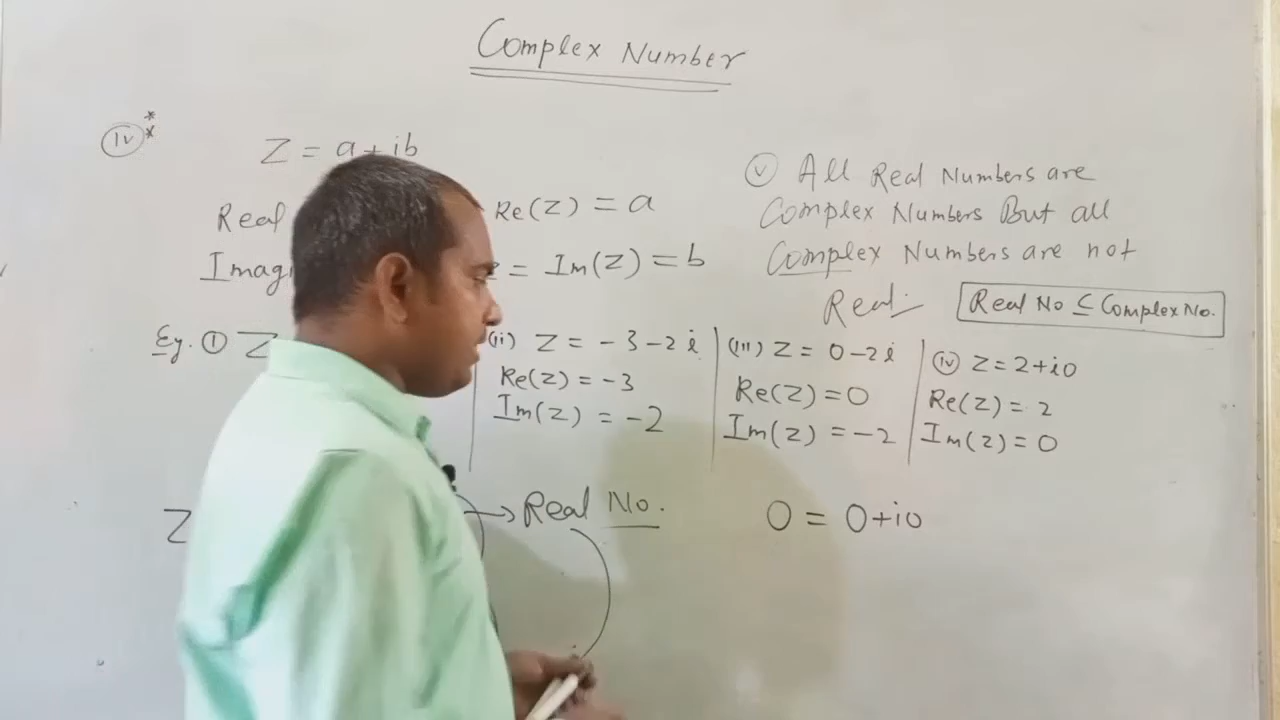 Complex Number
(iv)**
Z = a + ib
Real
Re(Z) = a
= Im(Z) = b
(v) All Real Numbers are
Complex Numbers But all
Complex Numbers are not
Real.
Real No ⊆ Complex No.
Eg. (1) Z
(ii) Z = -3-2i
Re(Z) = -3
Im(Z) = -2
(iii) Z = 0-2i
Re(Z) = 0
Im(Z) = -2
(iv) Z = 2+i0
Re(Z) = 2
Im(Z) = 0
Z
→ Real No.
0 = 0+i0